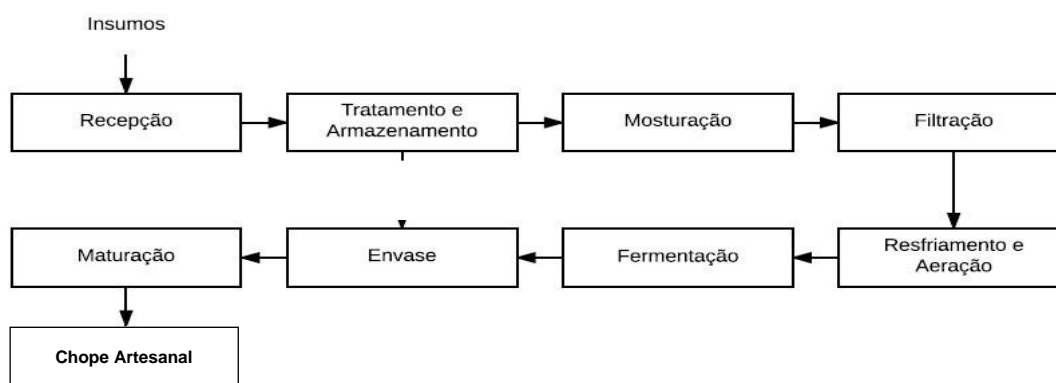 Insumos
Recepção
Tratamento e
Armazenamento
Mosturação
Filtração
Maturação
Envase
Fermentação
Resfriamento e
Aeração
Chope Artesanal